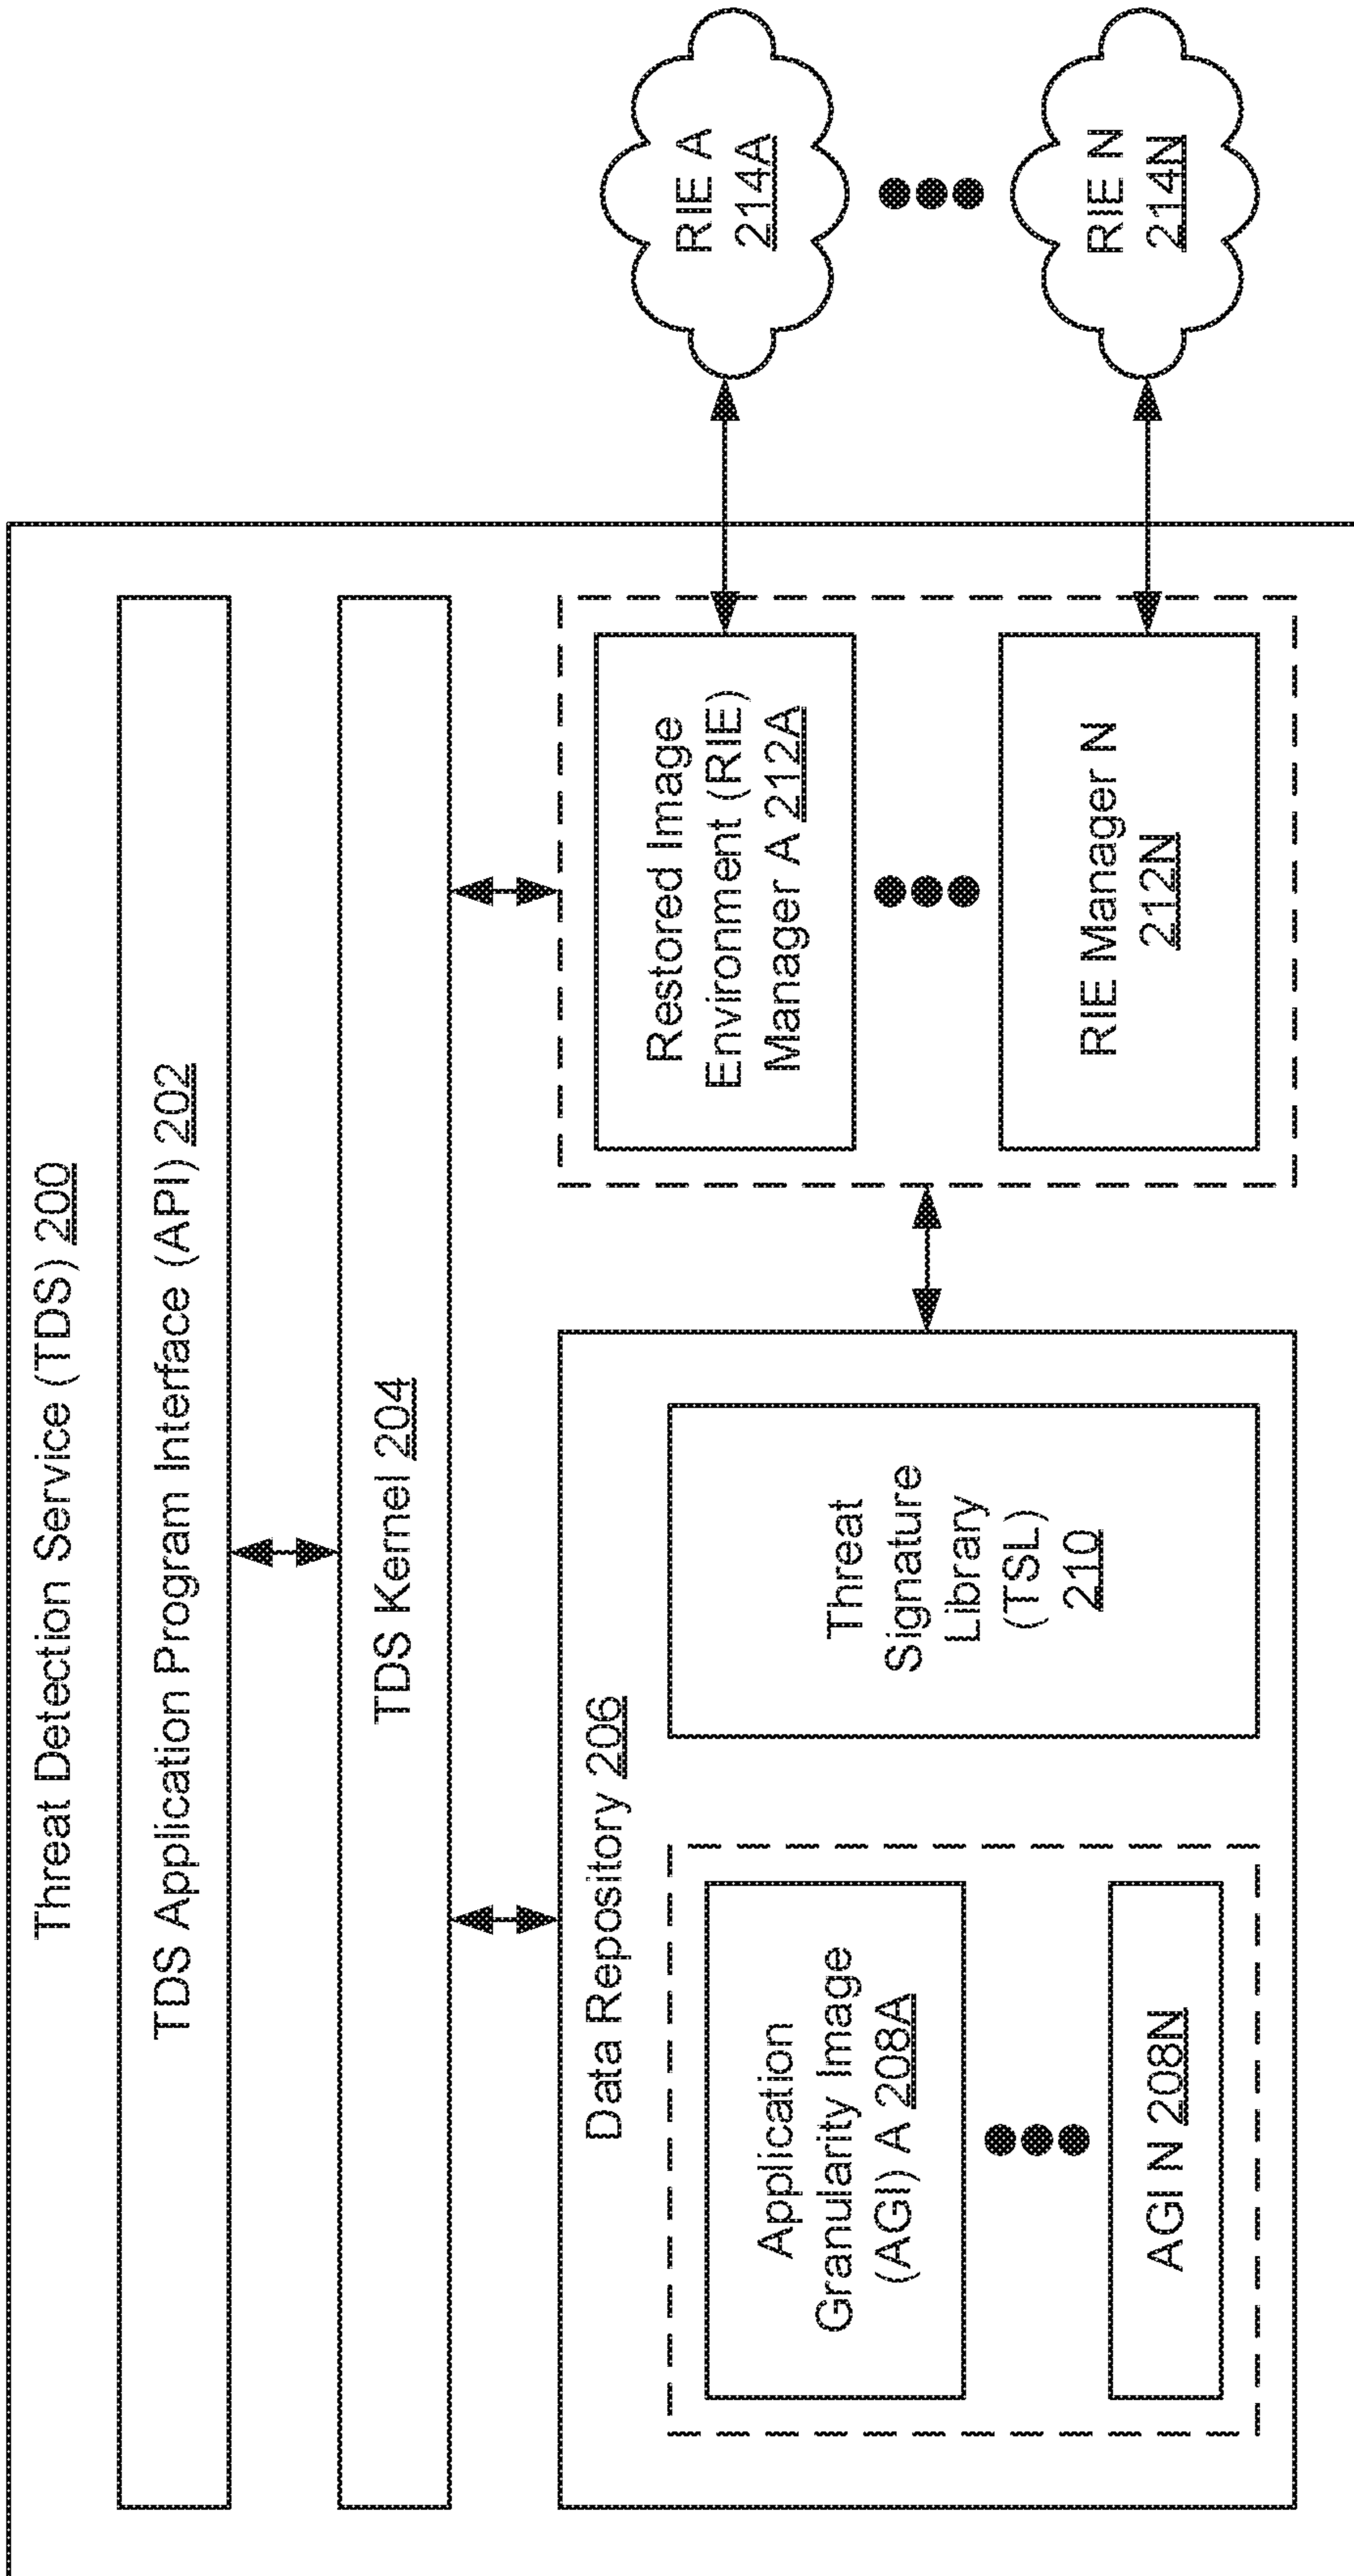 Threat Detection Service (TDS) 200
TDS Application Program Interface (API) 202
TDS Kernel 204
Data Repository 206
Application
Granularity Image
(AGI) A 208A
AGI N 208N
Threat
Signature
Library
(TSL)
210
Restored Image
Environment (RIE)
Manager A 212A
RIE Manager N
212N
RIE A
214A
RIE N
214N